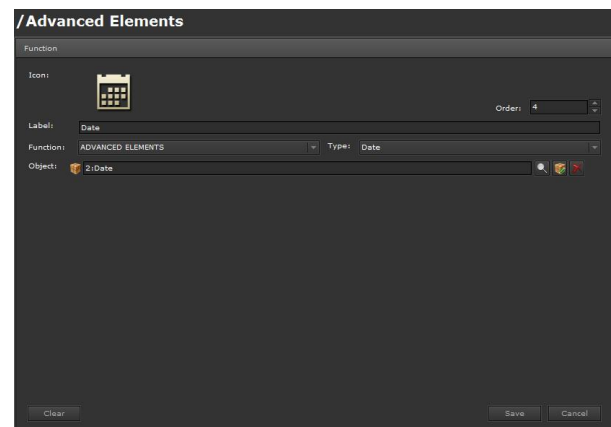 /Advanced Elements
Function
Icon:
Order: 4
Label: Date
Function: ADVANCED ELEMENTS Type: Date
Object: 2:Date
Clear Save Cancel